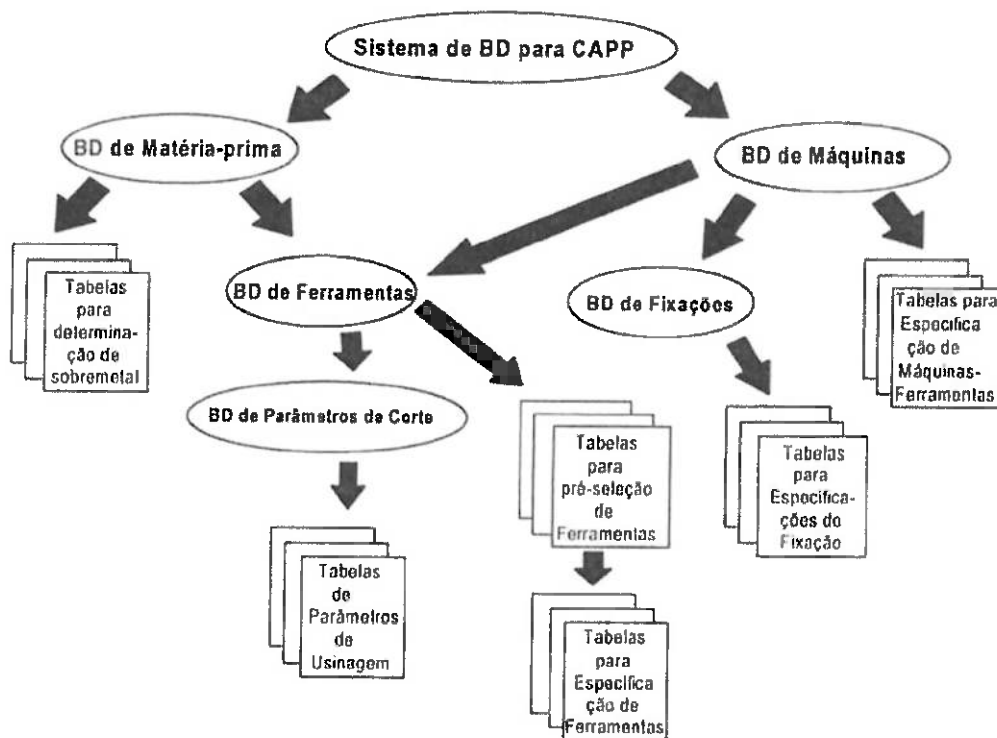 Sistema de BD para CAPP
BD de Matéria-prima
BD de Máquinas
Tabelas
para
determina-
ção de
sobremetal
BD de Ferramentas
BD de Fixações
Tabelas para
Especifica
ção de
Máquinas-
Ferramentas
BD de Parâmetros de Corte
Tabelas
para
pré-seleção
de
Ferramentas
Tabelas
para
Especifica-
ções de
Fixação
Tabelas
de
Parâmetros
de
Usinagem
Tabelas
para
Especifica
ção de
Ferramentas